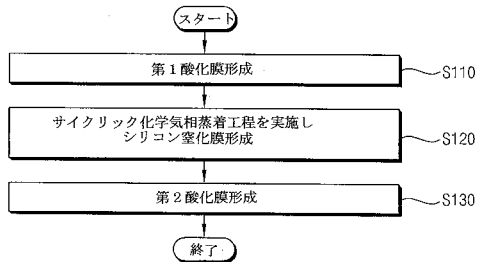 スタート
第1酸化膜形成
S110
サイクリック化学気相蒸着工程を実施し
シリコン窒化膜形成
S120
第2酸化膜形成
S130
終了